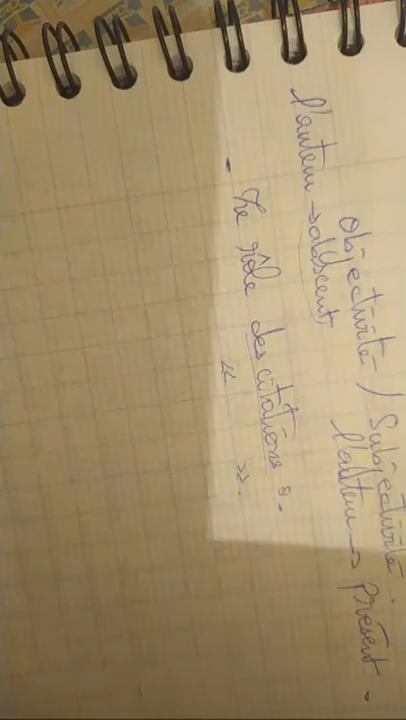 Objectivité / Subjectivité.
l'auteur → absent, l'auteur → présent.
• Le rôle des citations ?.
« ».